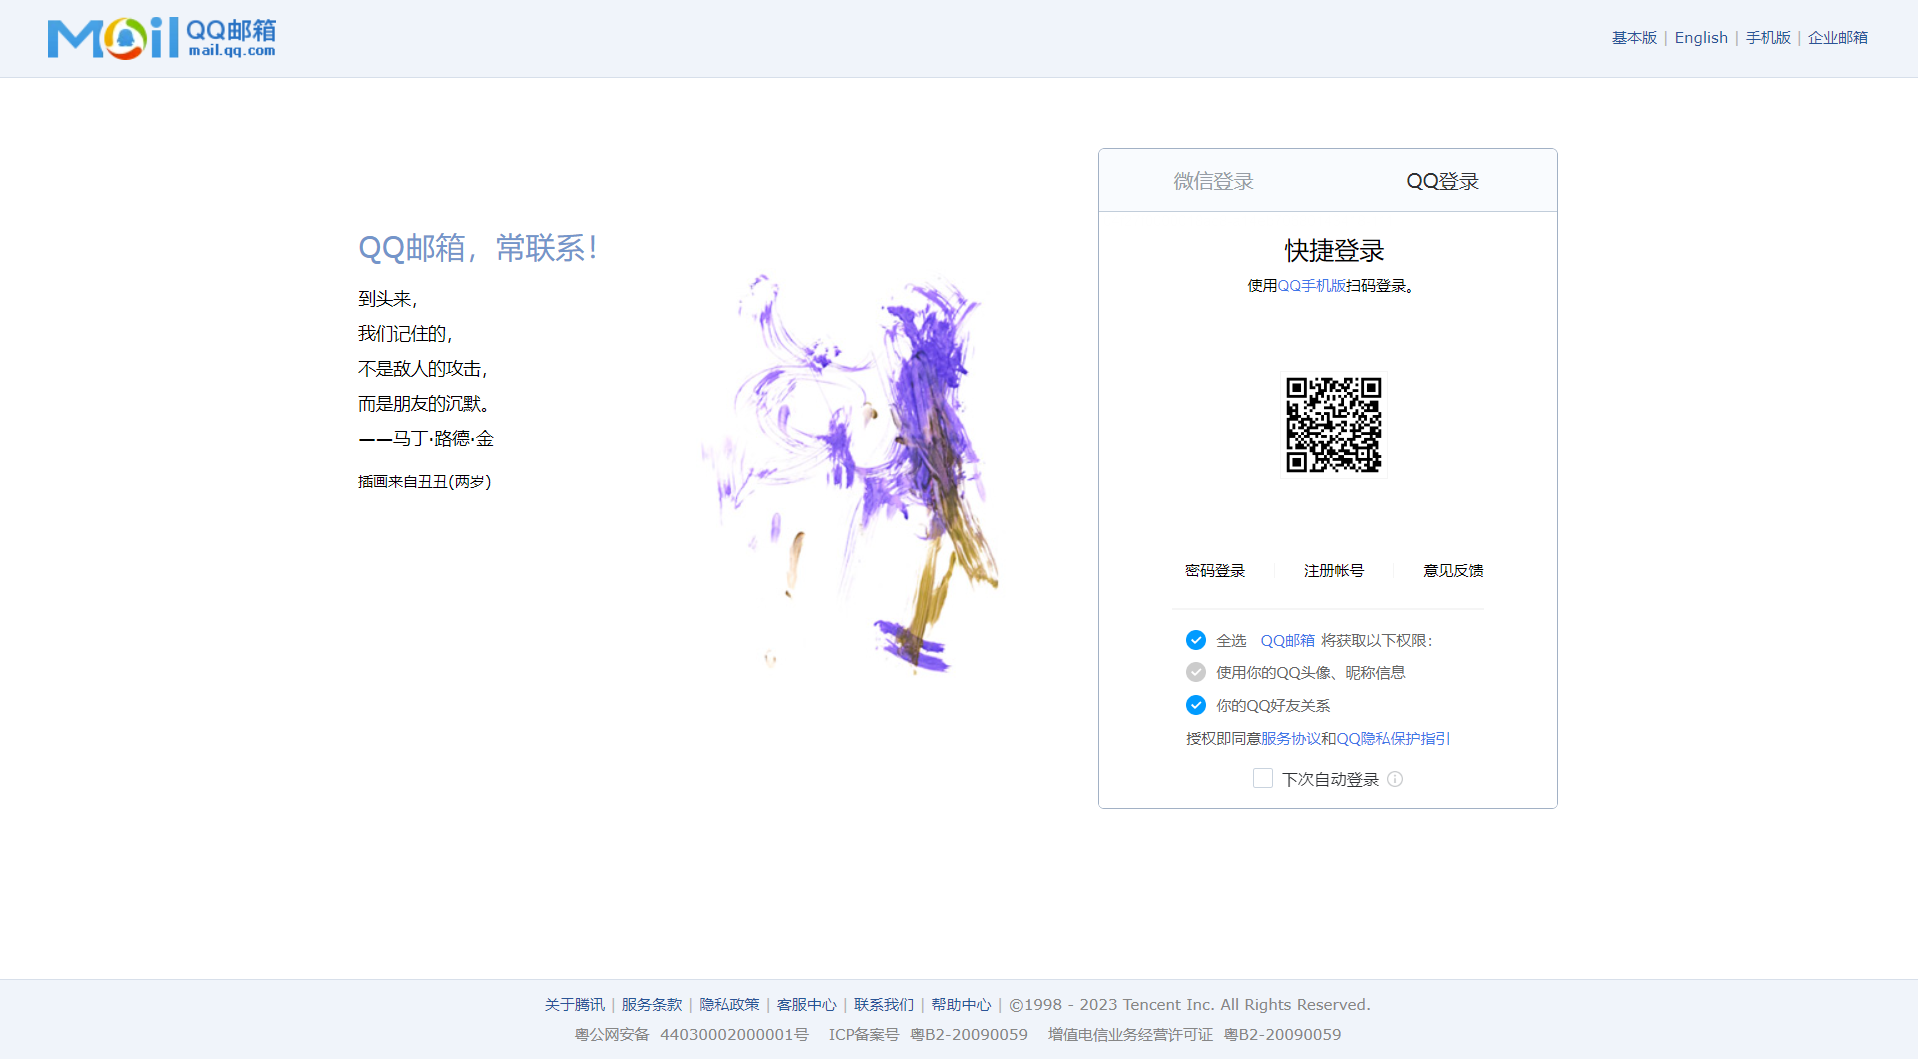 Mail QQ邮箱
mail.qq.com
基本版 | English | 手机版 | 企业邮箱
微信登录
QQ登录
QQ邮箱，常联系！
到头来，
我们记住的，
不是敌人的攻击，
而是朋友的沉默。
——马丁·路德·金
插画来自丑丑(两岁)
快捷登录
使用QQ手机版扫码登录。
密码登录
注册帐号
意见反馈
全选 QQ邮箱 将获取以下权限：
使用你的QQ头像、昵称信息
你的QQ好友关系
授权即同意服务协议和QQ隐私保护指引
下次自动登录
关于腾讯 | 服务条款 | 隐私政策 | 客服中心 | 联系我们 | 帮助中心 | ©1998 - 2023 Tencent Inc. All Rights Reserved.
粤公网安备 44030002000001号 ICP备案号 粤B2-20090059 增值电信业务经营许可证 粤B2-20090059